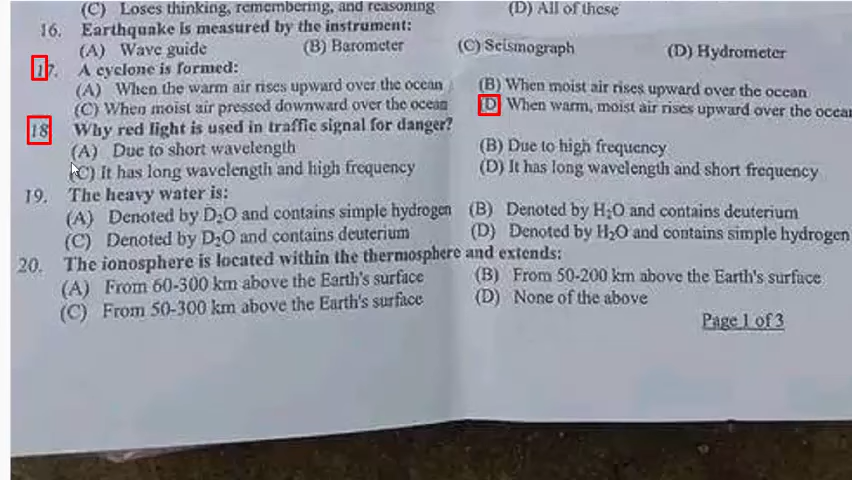 (C) Loses thinking, remembering, and reasoning (D) All of these
16. Earthquake is measured by the instrument:
(A) Wave guide (B) Barometer (C) Seismograph (D) Hydrometer
17. A cyclone is formed:
(A) When the warm air rises upward over the ocean (B) When moist air rises upward over the ocean
(C) When moist air pressed downward over the ocean (D) When warm, moist air rises upward over the ocean
18 Why red light is used in traffic signal for danger?
(A) Due to short wavelength (B) Due to high frequency
(C) It has long wavelength and high frequency (D) It has long wavelength and short frequency
19. The heavy water is:
(A) Denoted by D₂O and contains simple hydrogen (B) Denoted by H₂O and contains deuterium
(C) Denoted by D₂O and contains deuterium (D) Denoted by H₂O and contains simple hydrogen
20. The ionosphere is located within the thermosphere and extends:
(A) From 60-300 km above the Earth's surface (B) From 50-200 km above the Earth's surface
(C) From 50-300 km above the Earth's surface (D) None of the above
Page 1 of 3